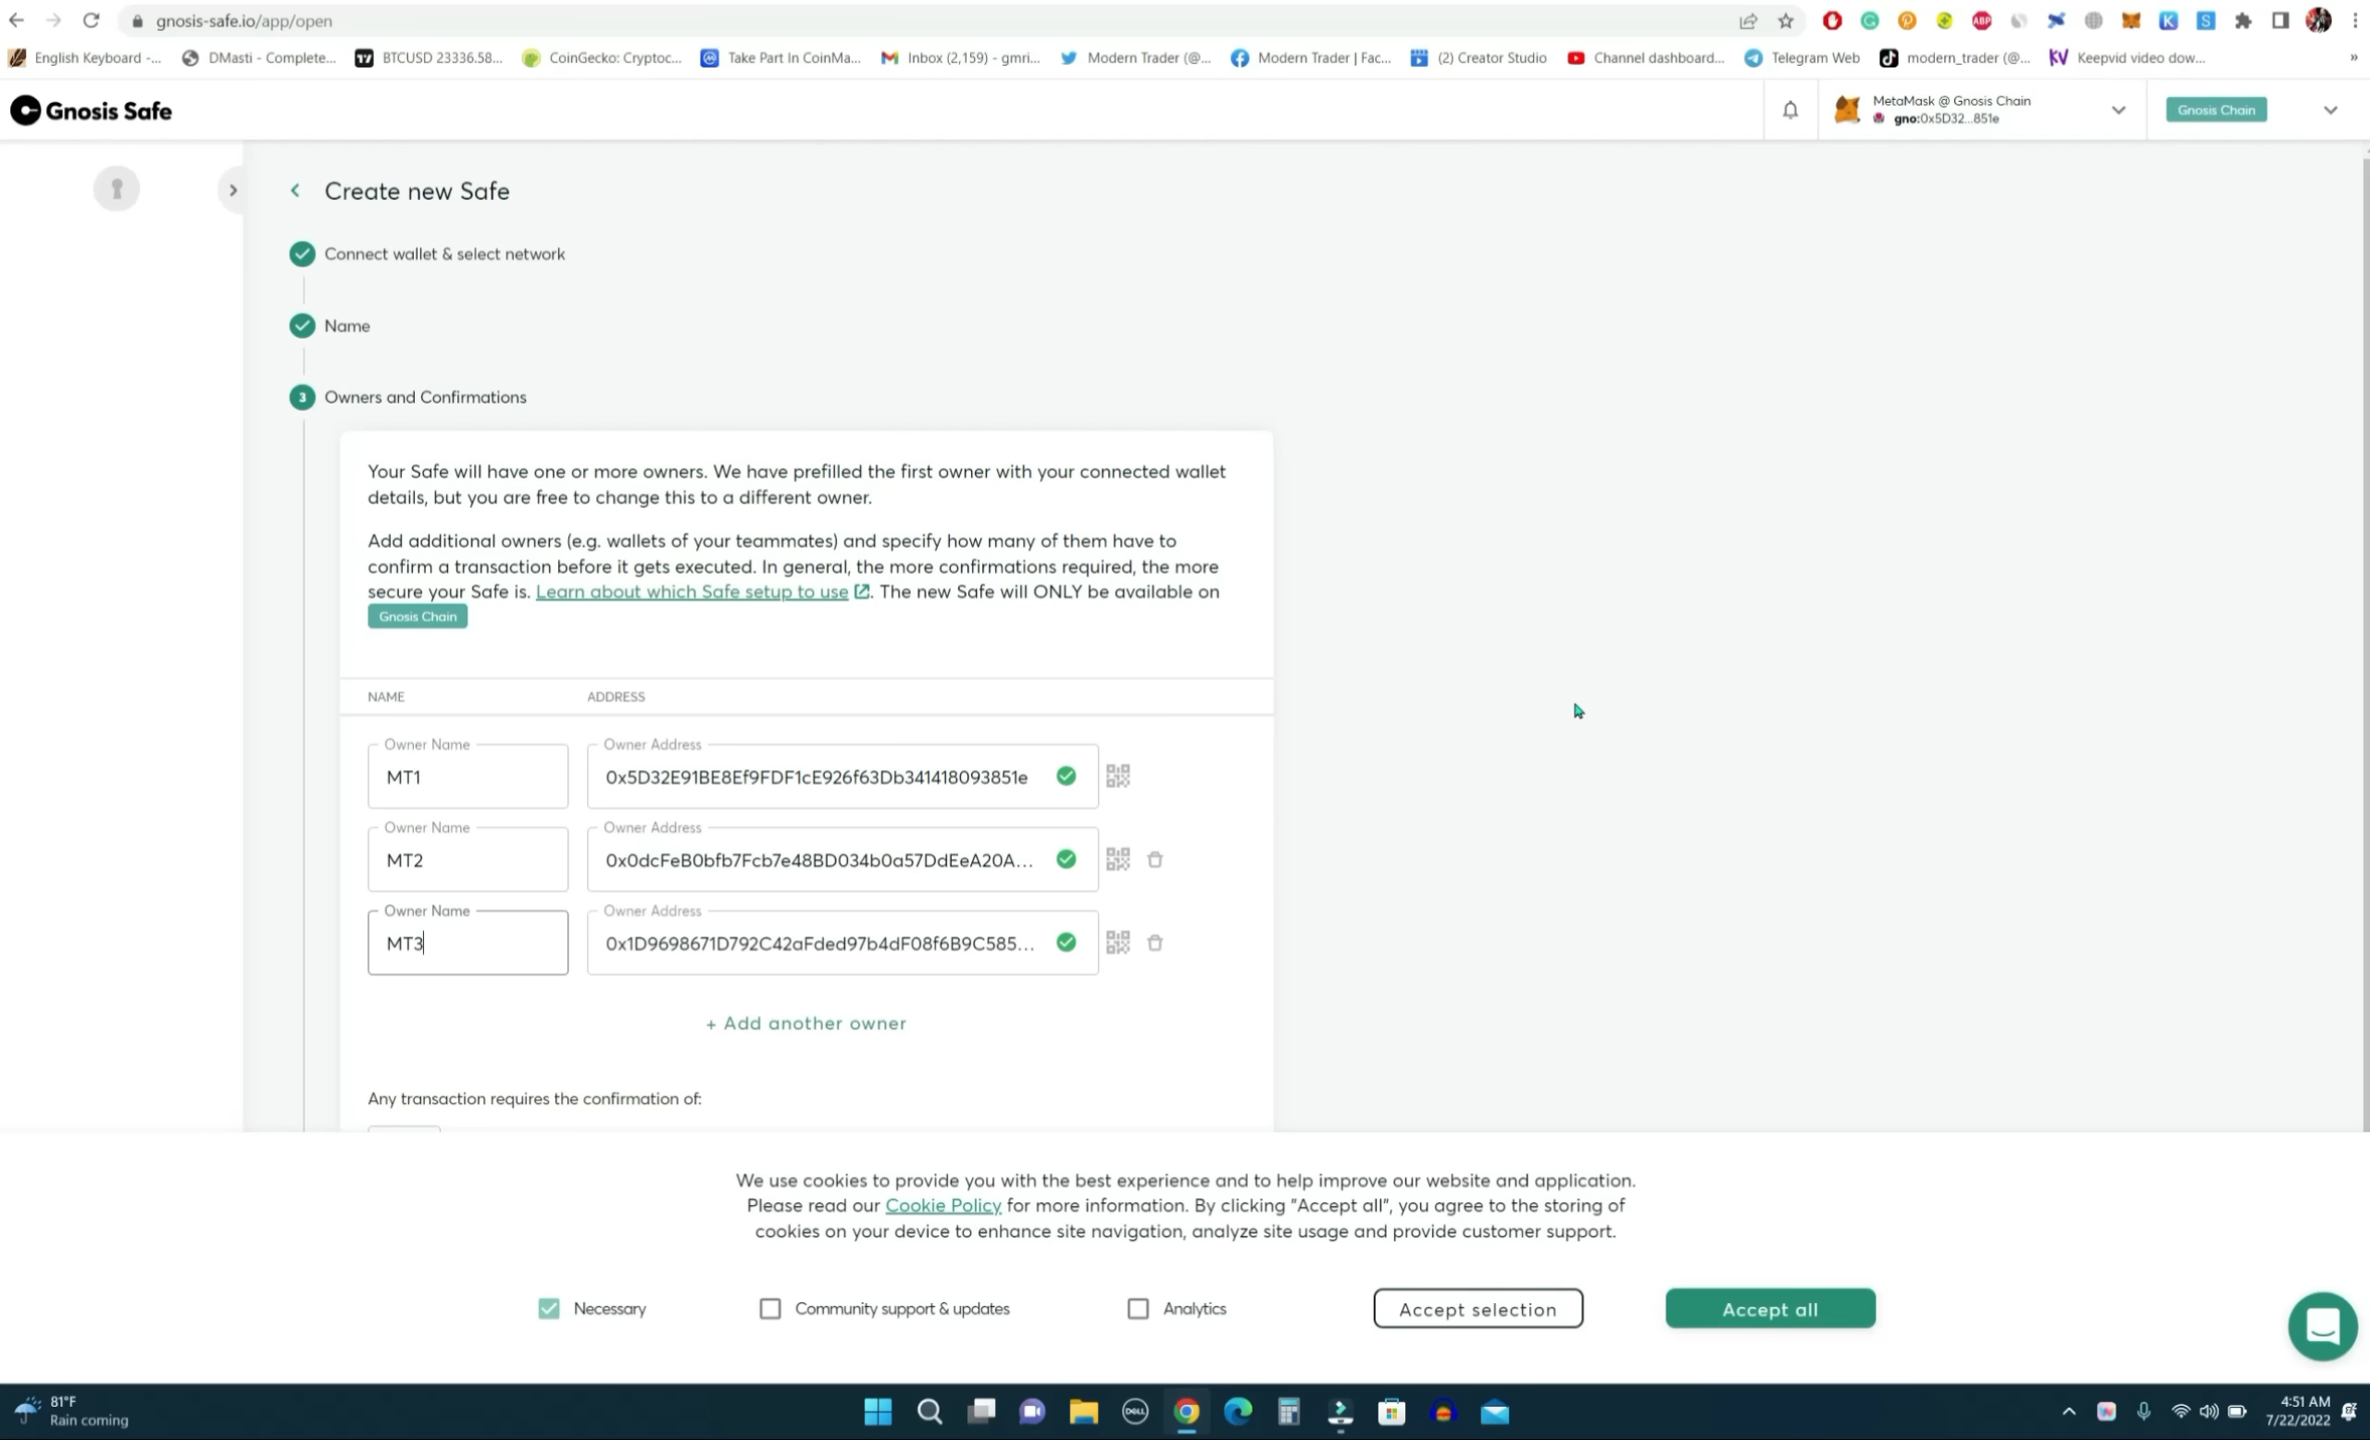 gnosis-safe.io/app/open
ABP
K
S
English Keyboard -...
DMasti - Complete...
BTCUSD 23336.58...
CoinGecko: Cryptoc...
Take Part In CoinMa...
Inbox (2,159) - gmri...
Modern Trader (@...
Modern Trader | Fac...
(2) Creator Studio
Channel dashboard...
Telegram Web
modern_trader (@...
KV
Keepvid video dow...
»
Gnosis Safe
MetaMask @ Gnosis Chain
gno:0x5D32...851e
Gnosis Chain
Create new Safe
Connect wallet & select network
Name
3 Owners and Confirmations
Your Safe will have one or more owners. We have prefilled the first owner with your connected wallet
details, but you are free to change this to a different owner.
Add additional owners (e.g. wallets of your teammates) and specify how many of them have to
confirm a transaction before it gets executed. In general, the more confirmations required, the more
secure your Safe is. Learn about which Safe setup to use. The new Safe will ONLY be available on
Gnosis Chain
NAME ADDRESS
Owner Name Owner Address
MT1 0x5D32E91BE8Ef9FDF1cE926f63Db341418093851e
Owner Name Owner Address
MT2 0x0dcFeB0bfb7Fcb7e48BD034b0a57DdEeA20A...
Owner Name Owner Address
MT3 0x1D9698671D792C42aFded97b4dF08f6B9C585...
+ Add another owner
Any transaction requires the confirmation of:
We use cookies to provide you with the best experience and to help improve our website and application.
Please read our Cookie Policy for more information. By clicking "Accept all", you agree to the storing of
cookies on your device to enhance site navigation, analyze site usage and provide customer support.
Necessary
Community support & updates
Analytics
Accept selection
Accept all
81°F
Rain coming
DELL
4:51 AM
7/22/2022